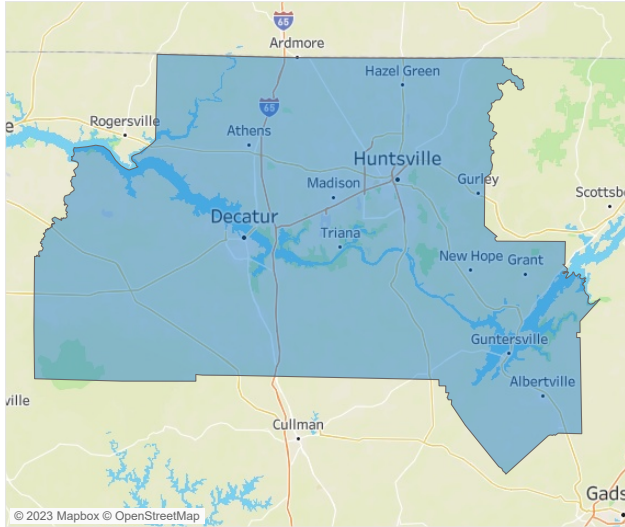 65
Ardmore
Hazel Green
65
Rogersville
e
Athens
Huntsville
Madison
Gurley
Scottsb
Decatur
Triana
New Hope
Grant
Guntersville
Albertville
ville
Cullman
Gads
© 2023 Mapbox © OpenStreetMap